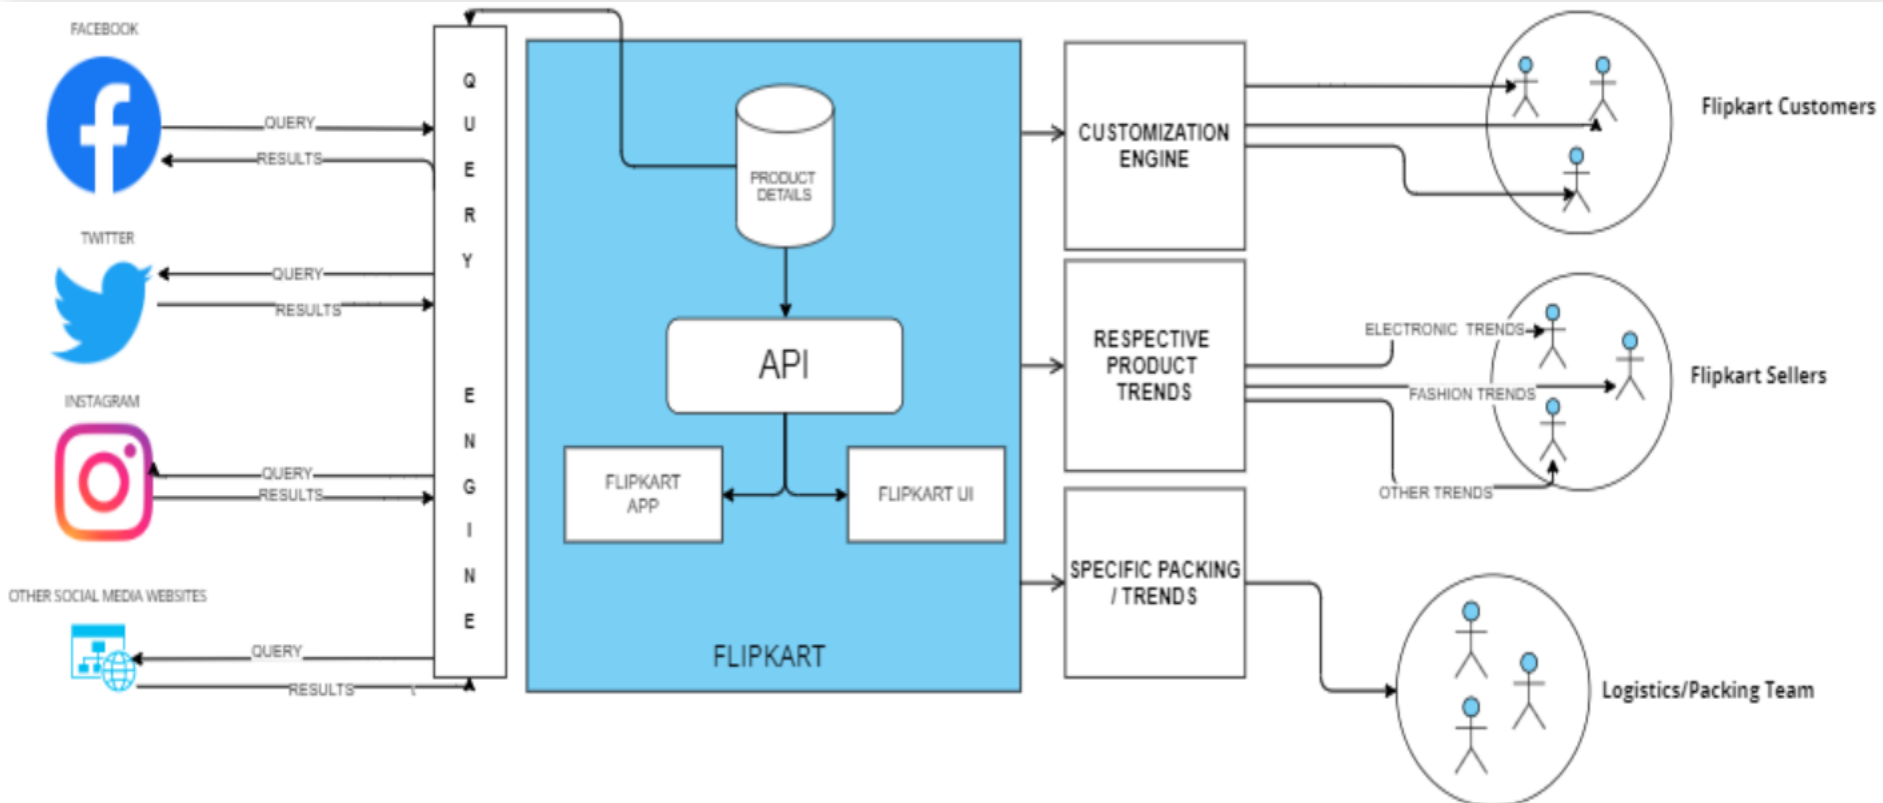 FACEBOOK
QUERY
RESULTS
TWITTER
QUERY
RESULTS
INSTAGRAM
QUERY
RESULTS
OTHER SOCIAL MEDIA WEBSITES
QUERY
RESULTS
QUERY ENGINE
PRODUCT
DETAILS
API
FLIPKART
APP
FLIPKART UI
FLIPKART
CUSTOMIZATION
ENGINE
RESPECTIVE
PRODUCT
TRENDS
SPECIFIC PACKING
/ TRENDS
Flipkart Customers
ELECTRONIC TRENDS
FASHION TRENDS
OTHER TRENDS
Flipkart Sellers
Logistics/Packing Team